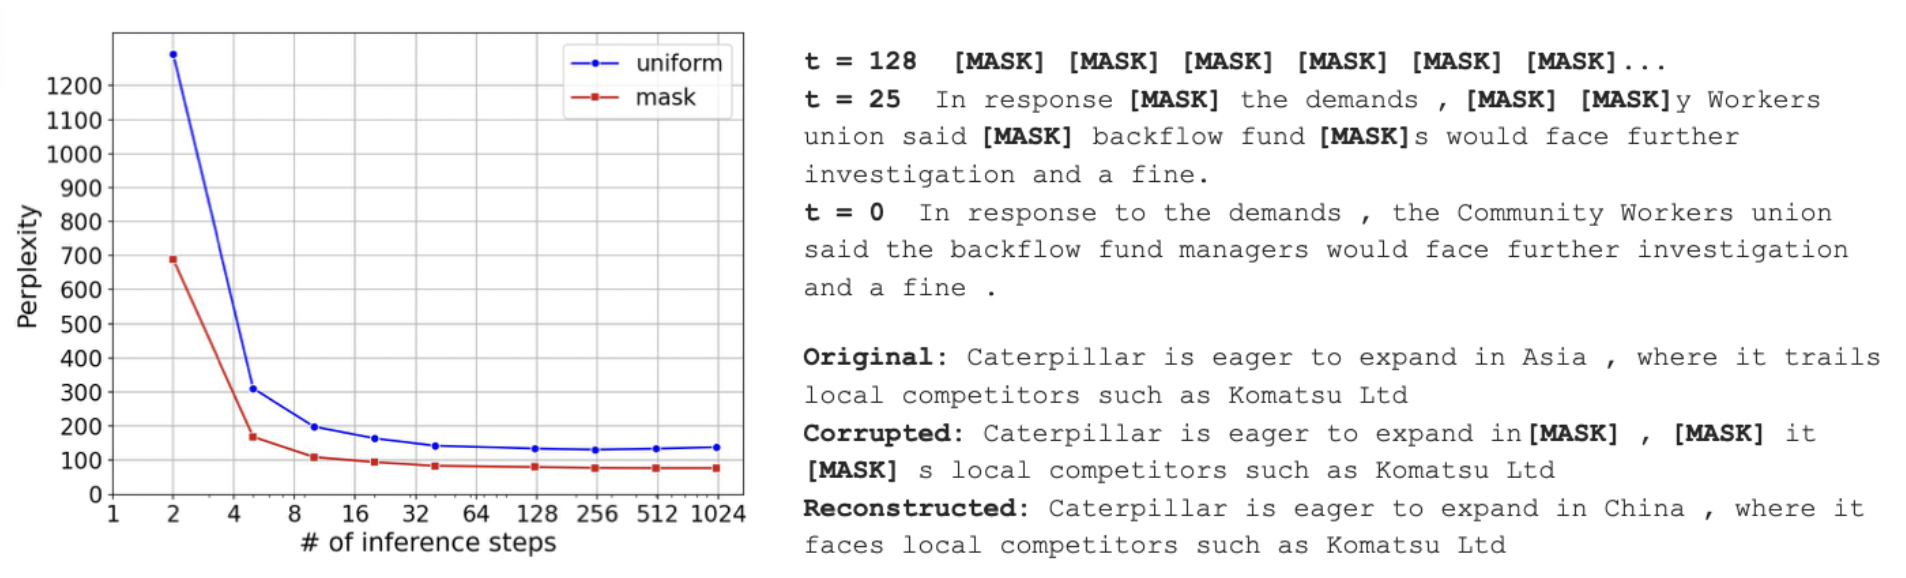 1200
1100
1000
900
800
700
600
500
400
300
200
100
0
Perplexity
uniform
mask
1 2 4 8 16 32 64 128 256 512 1024
# of inference steps
t = 128 [MASK] [MASK] [MASK] [MASK] [MASK] [MASK]...
t = 25 In response [MASK] the demands , [MASK] [MASK]y Workers
union said [MASK] backflow fund [MASK]s would face further
investigation and a fine.
t = 0 In response to the demands , the Community Workers union
said the backflow fund managers would face further investigation
and a fine .
Original: Caterpillar is eager to expand in Asia , where it trails
local competitors such as Komatsu Ltd
Corrupted: Caterpillar is eager to expand in[MASK] , [MASK] it
[MASK] s local competitors such as Komatsu Ltd
Reconstructed: Caterpillar is eager to expand in China , where it
faces local competitors such as Komatsu Ltd